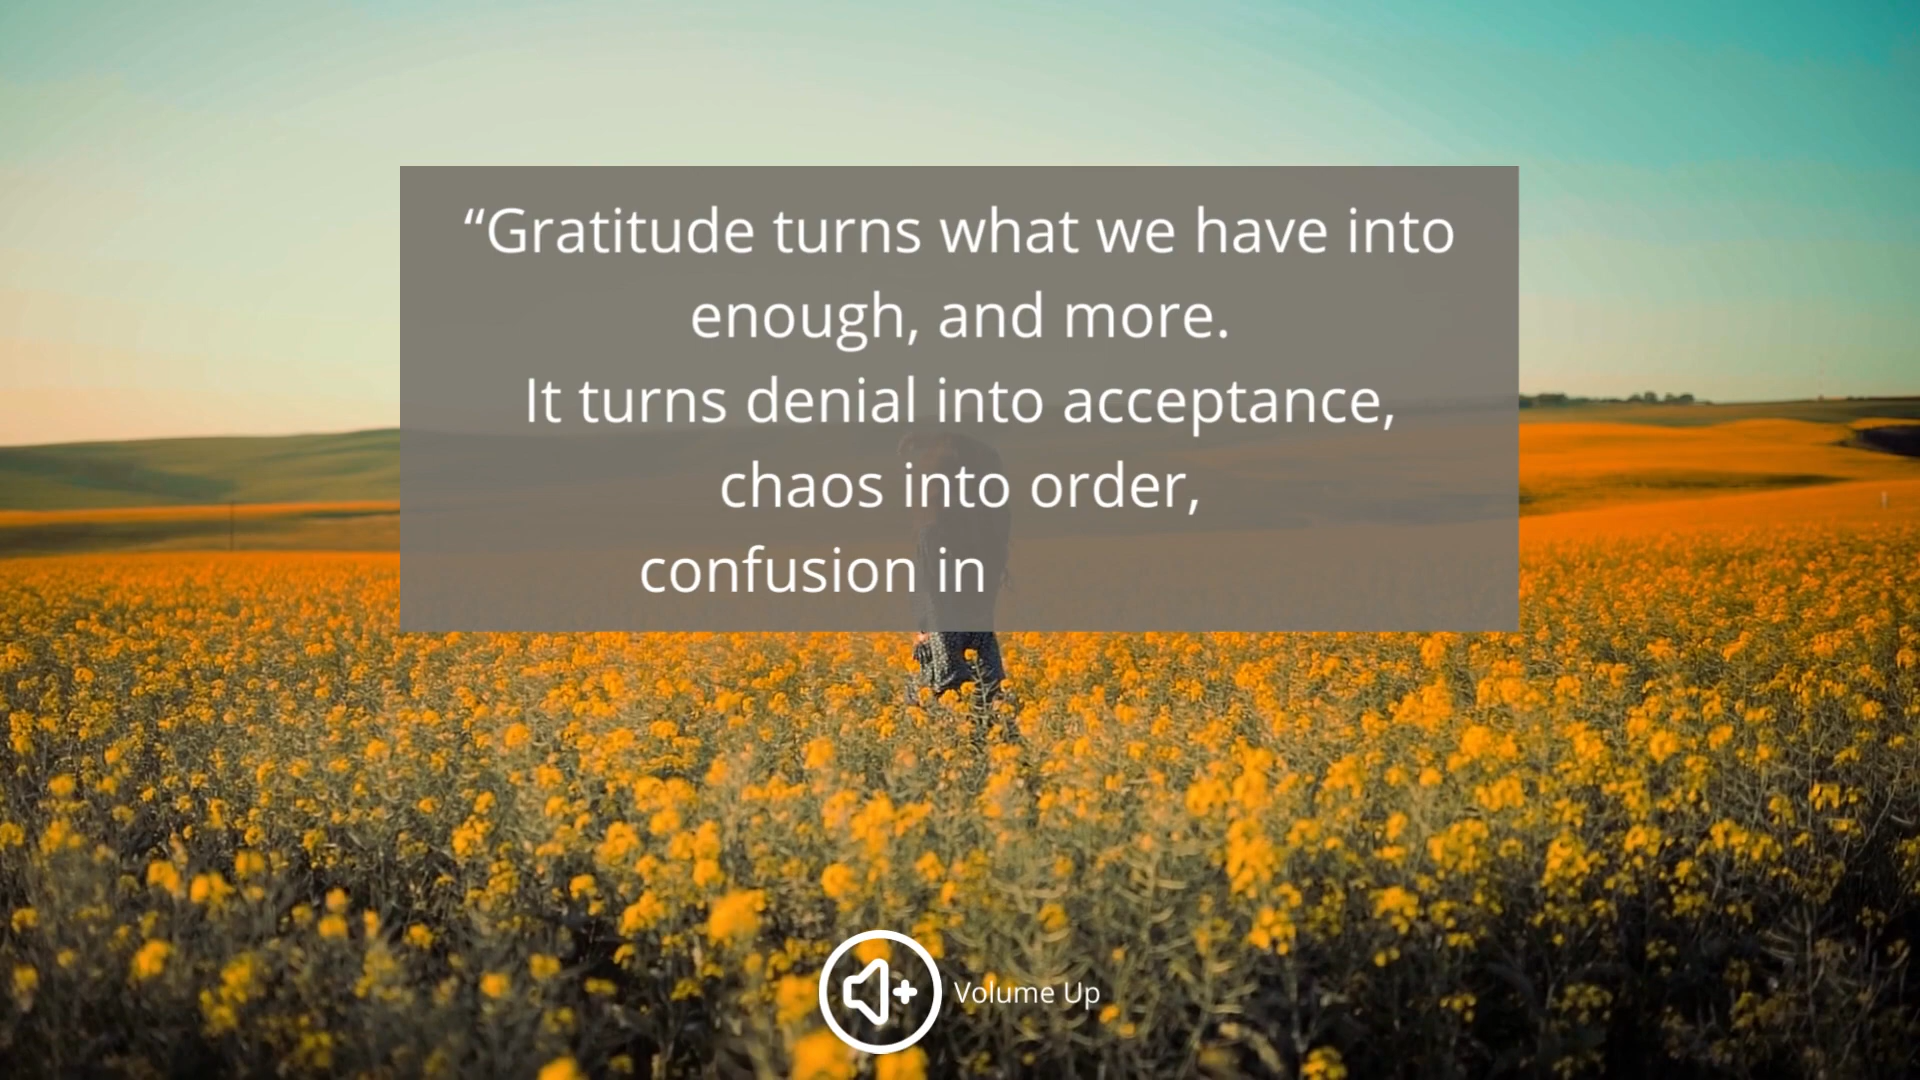 “Gratitude turns what we have into
enough, and more.
It turns denial into acceptance,
chaos into order,
confusion in
Volume Up